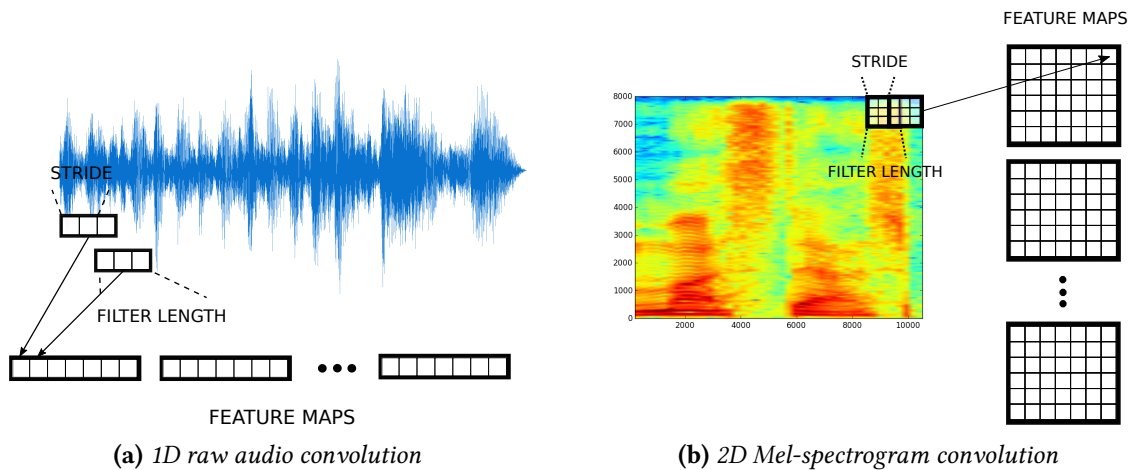 STRIDE
FILTER LENGTH
FEATURE MAPS
(a) 1D raw audio convolution
FEATURE MAPS
STRIDE
FILTER LENGTH
8000
7000
6000
5000
4000
3000
2000
1000
0
2000
4000
6000
8000
10000
(b) 2D Mel-spectrogram convolution